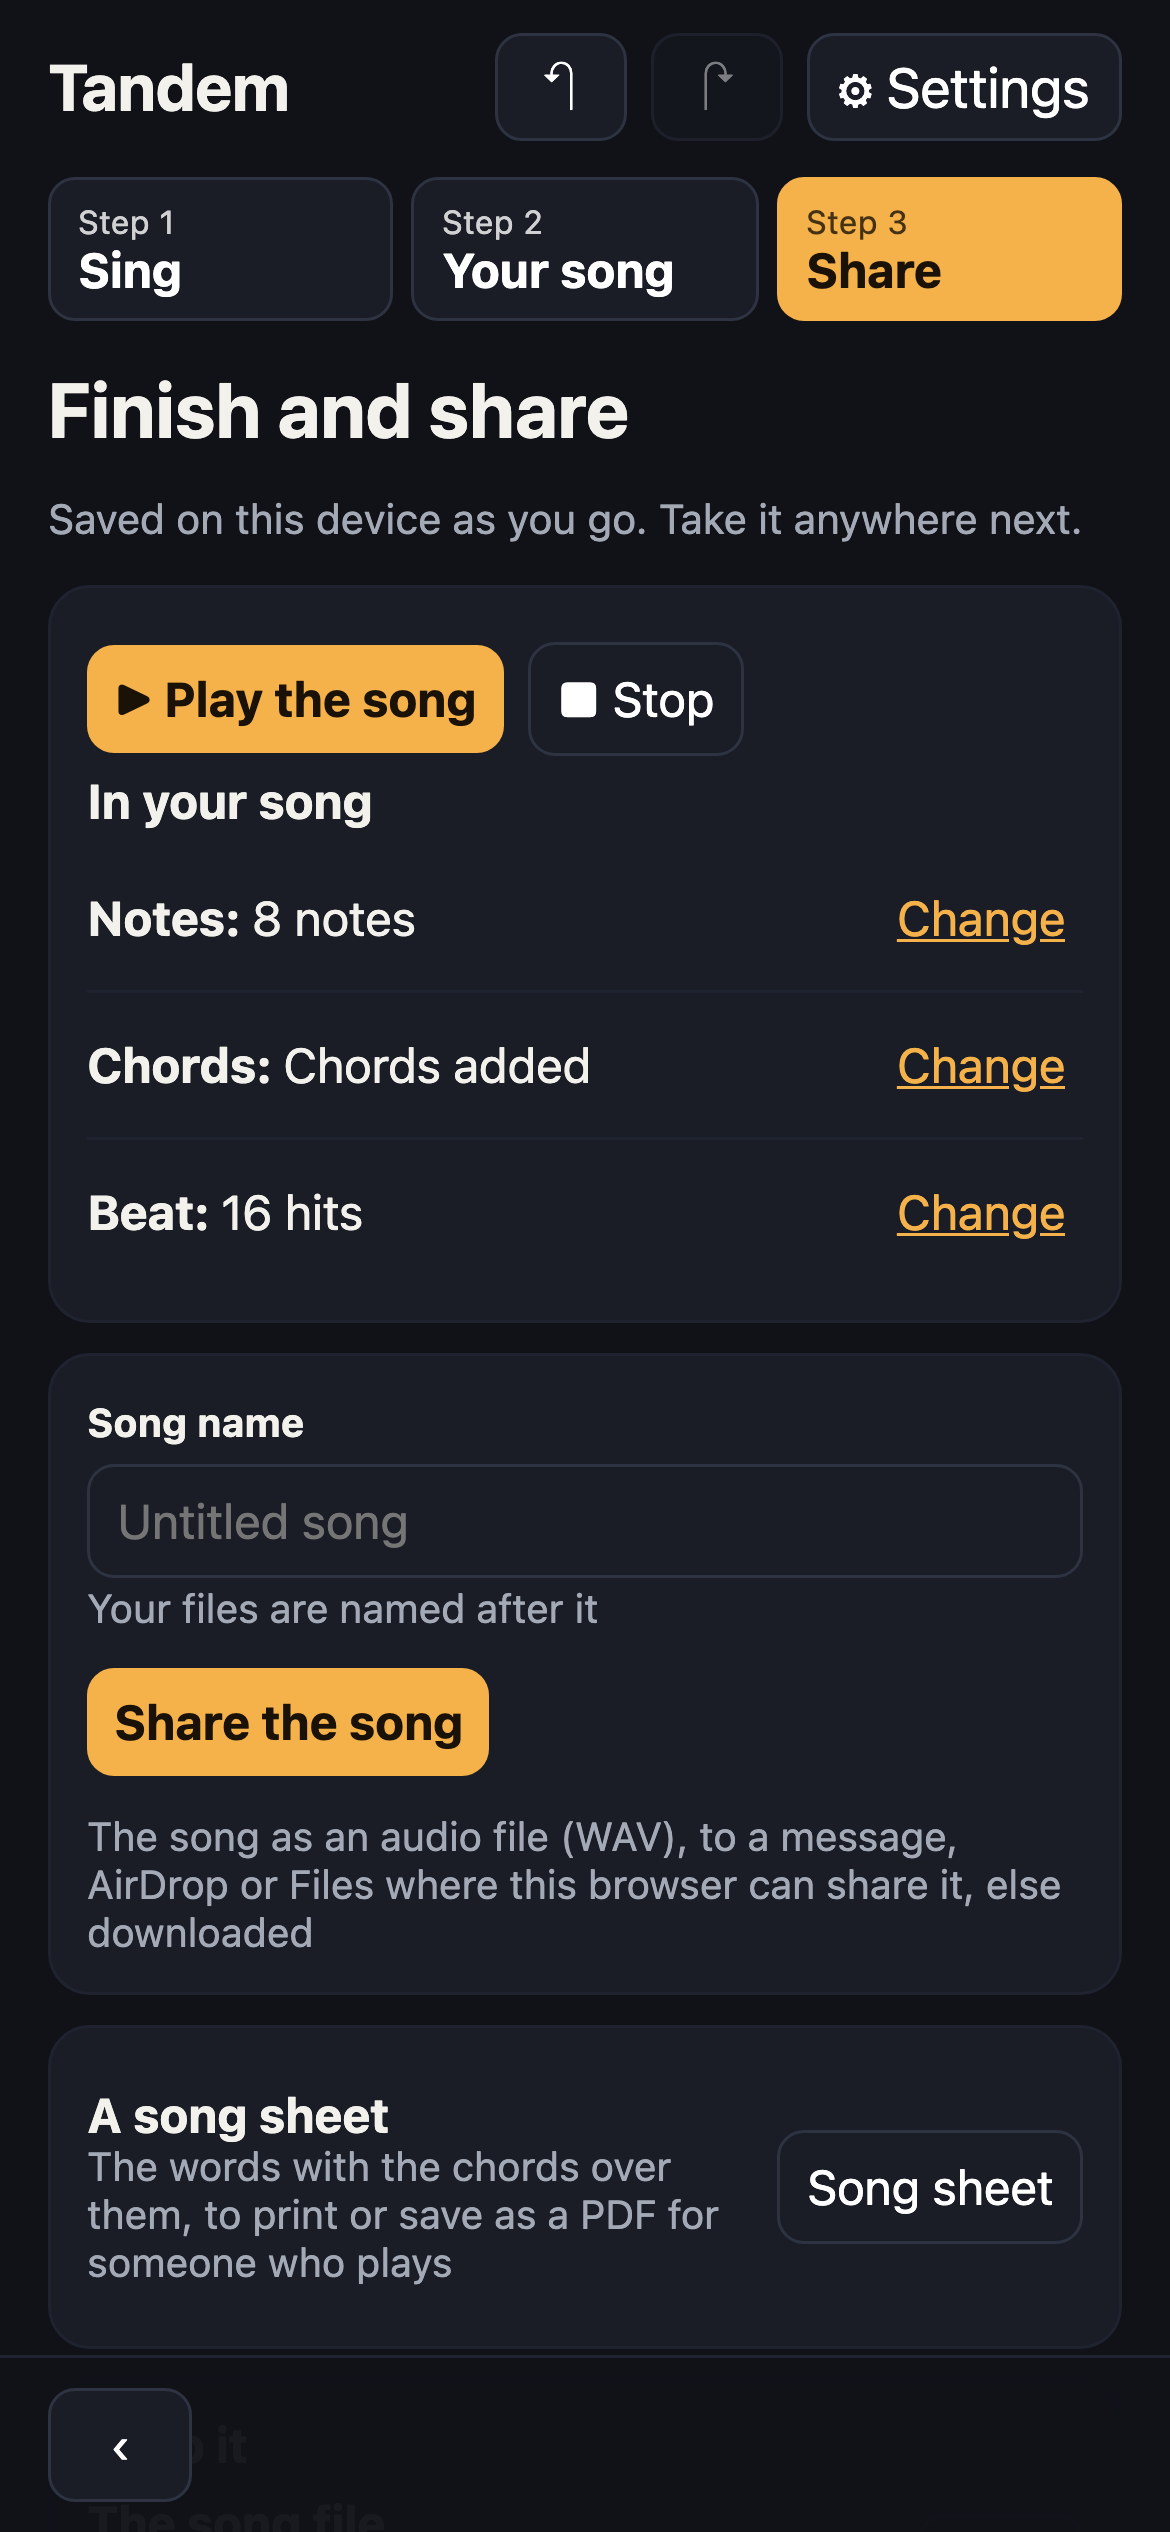 Tandem
Settings
Step 1
Sing
Step 2
Your song
Step 3
Share
Finish and share
Saved on this device as you go. Take it anywhere next.
Play the song
Stop
In your song
Notes: 8 notes
Change
Chords: Chords added
Change
Beat: 16 hits
Change
Song name
Untitled song
Your files are named after it
Share the song
The song as an audio file (WAV), to a message,
AirDrop or Files where this browser can share it, else
downloaded
A song sheet
The words with the chords over
them, to print or save as a PDF for
someone who plays
Song sheet
it
The song file